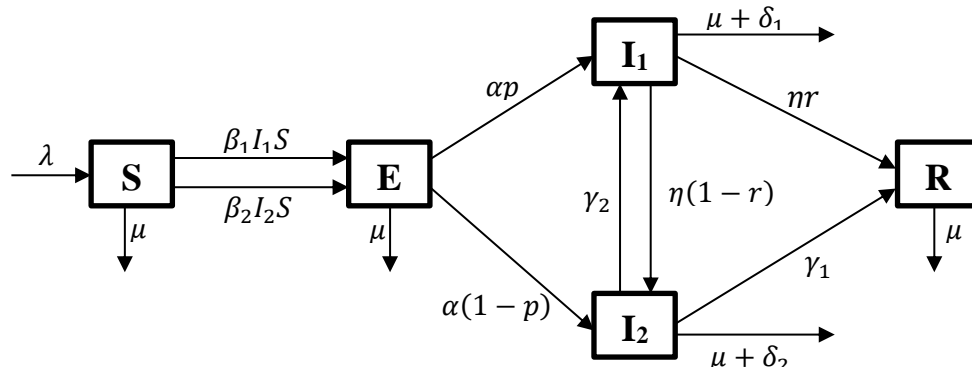 μ + δ₁
I₁
αp
ηr
λ
β₁I₁S
S
E
R
β₂I₂S
γ₂
η(1 − r)
μ
μ
μ
γ₁
α(1 − p)
I₂
μ + δ₂